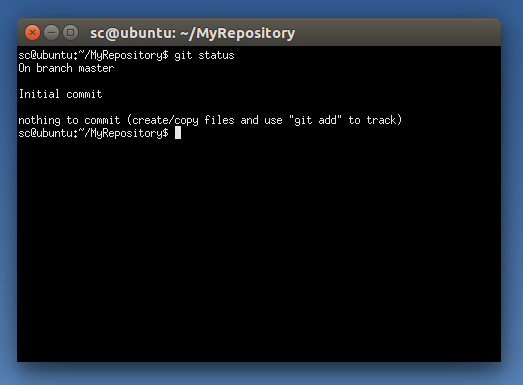 sc@ubuntu: ~/MyRepository
sc@ubuntu:~/MyRepository$ git status
On branch master
Initial commit
nothing to commit (create/copy files and use "git add" to track)
sc@ubuntu:~/MyRepository$